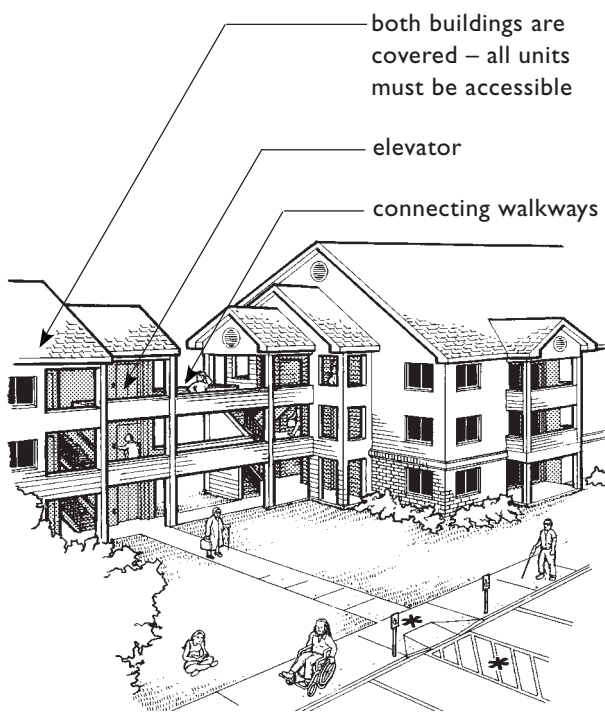 both buildings are
covered – all units
must be accessible
elevator
connecting walkways